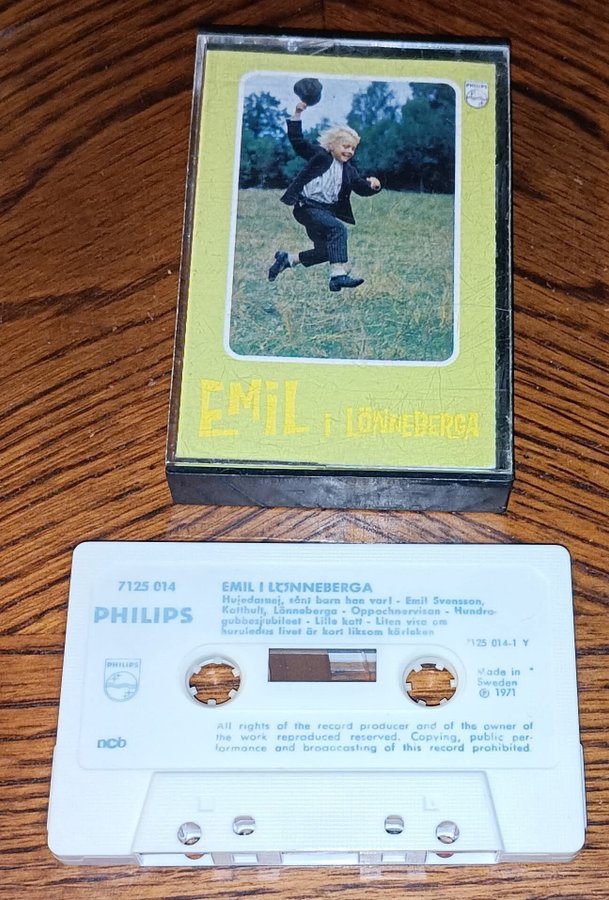 PHILIPS
EMIL i LÖNNEBERGA
7125 014
EMIL I LÖNNEBERGA
PHILIPS
Hujedamej, sånt barn han var! - Emil Svensson,
Katthult, Lönneberga - Oppochnervisan - Hundra-
gubbasjubileet - Lille katt - Liten visa om
huruledes livet är kort liksom kärleken
7125 014-1 Y
PHILIPS
Made in
Sweden
℗ 1971
ncb
All rights of the record producer and of the owner of
the work reproduced reserved. Copying, public per-
formance and broadcasting of this record prohibited